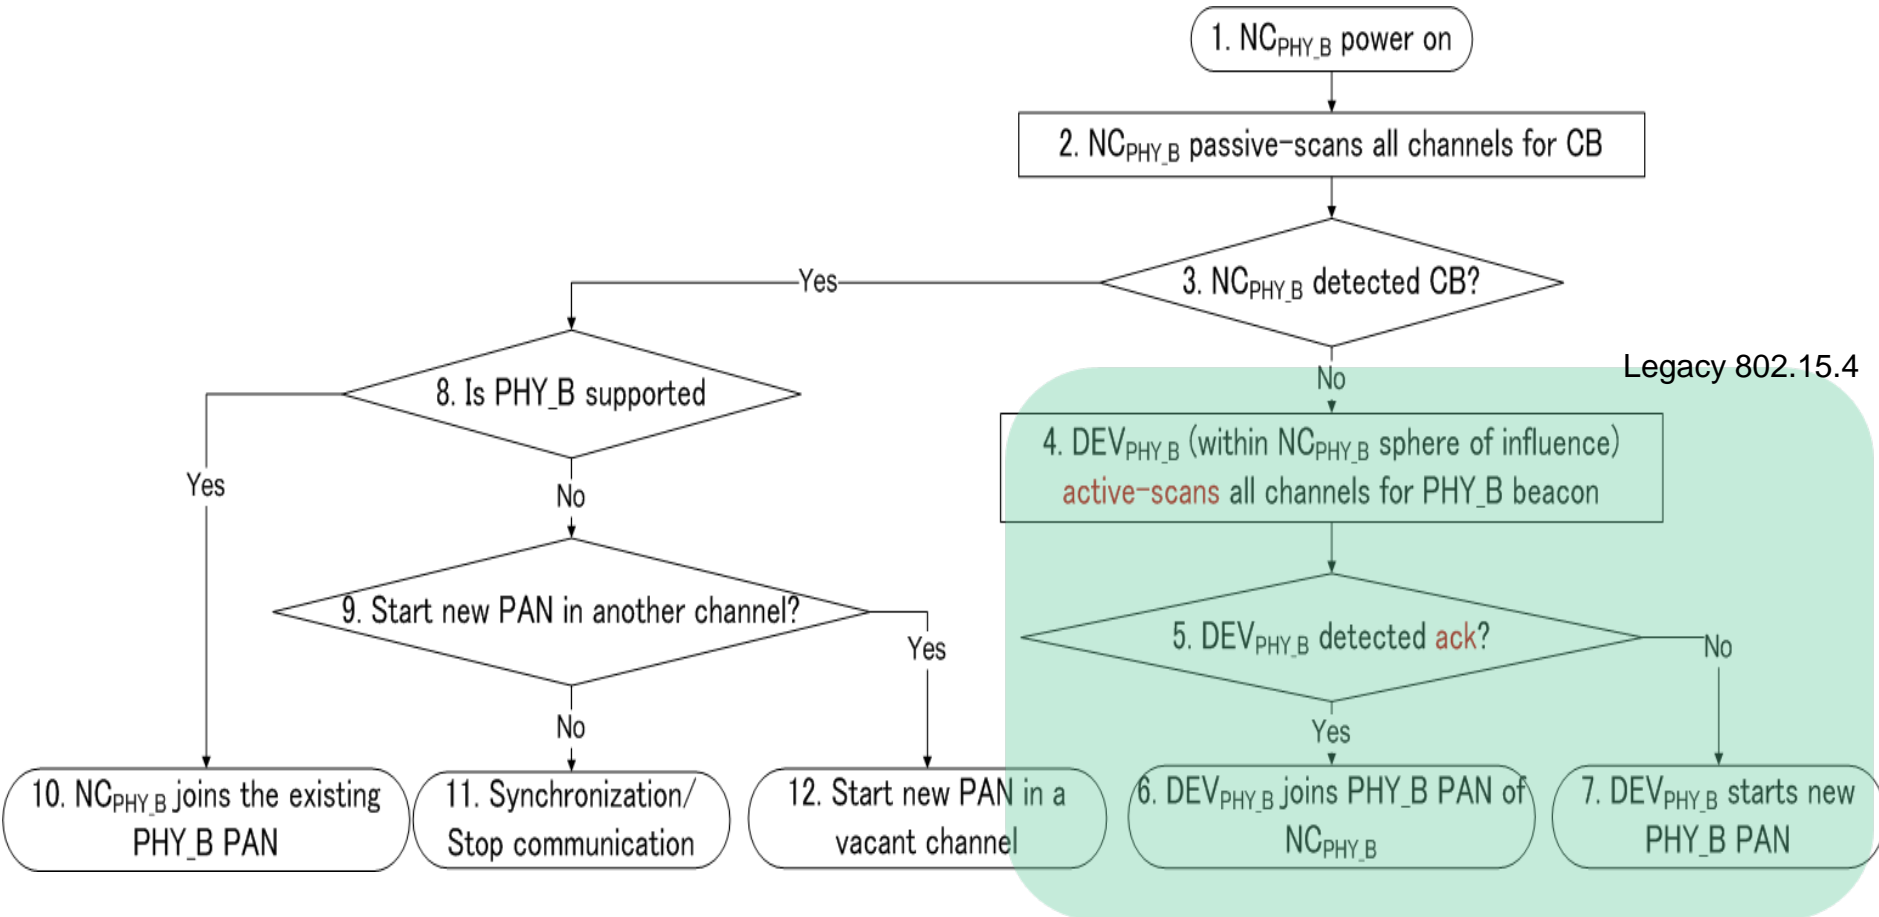 1. NCPHY_B power on
2. NCPHY_B passive-scans all channels for CB
3. NCPHY_B detected CB?
Yes
No
Legacy 802.15.4
4. DEVPHY_B (within NCPHY_B sphere of influence)
active-scans all channels for PHY_B beacon
5. DEVPHY_B detected ack?
Yes
No
6. DEVPHY_B joins PHY_B PAN of
NCPHY_B
7. DEVPHY_B starts new
PHY_B PAN
8. Is PHY_B supported
Yes
No
9. Start new PAN in another channel?
Yes
No
10. NCPHY_B joins the existing
PHY_B PAN
11. Synchronization/
Stop communication
12. Start new PAN in a
vacant channel